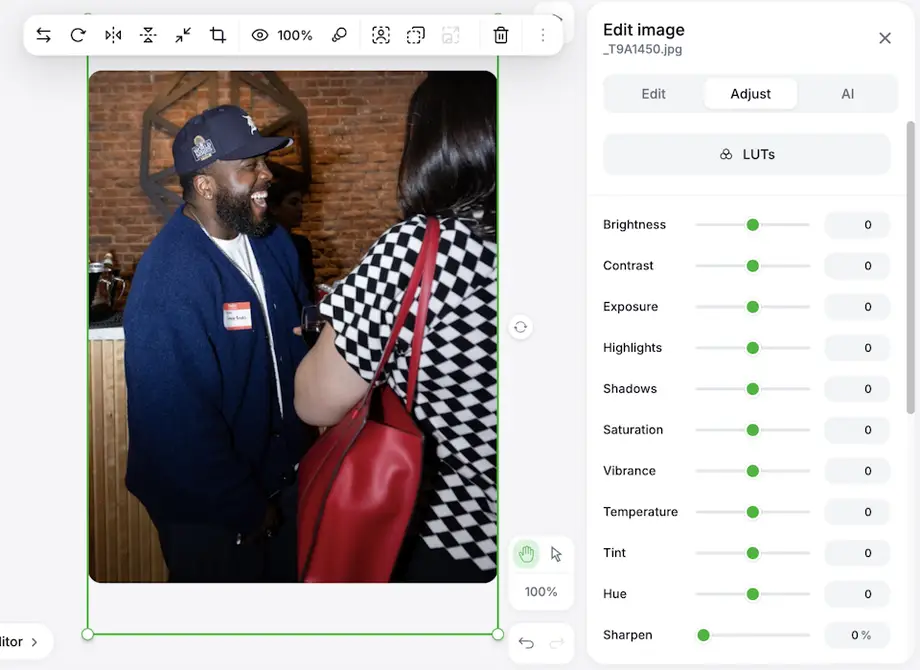 100%
Edit image
_T9A1450.jpg
Edit
Adjust
AI
LUTs
Brightness 0
Contrast 0
Exposure 0
Highlights 0
Shadows 0
Saturation 0
Vibrance 0
Temperature 0
Tint 0
Hue 0
Sharpen 0 %
100%
itor